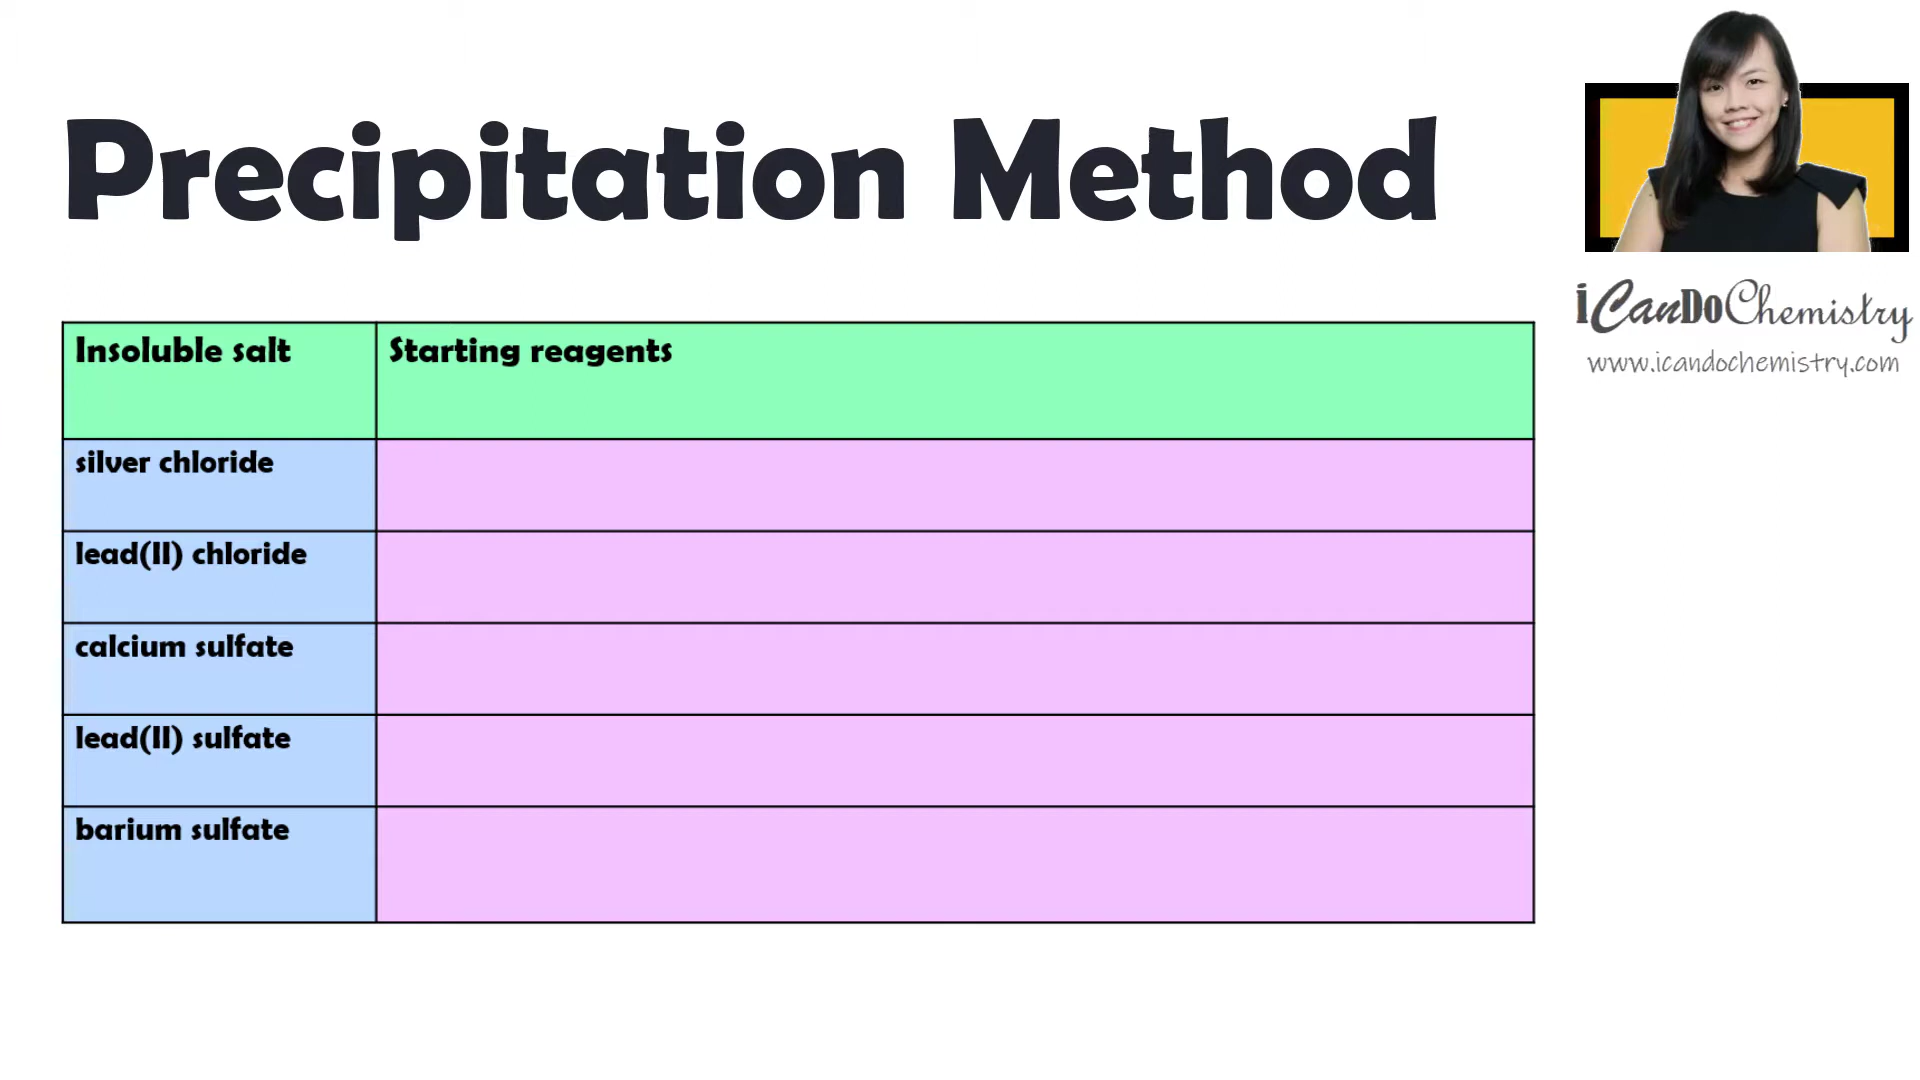 Precipitation Method
iCanDoChemistry
www.icandochemistry.com
Insoluble salt
Starting reagents
silver chloride
lead(II) chloride
calcium sulfate
lead(II) sulfate
barium sulfate